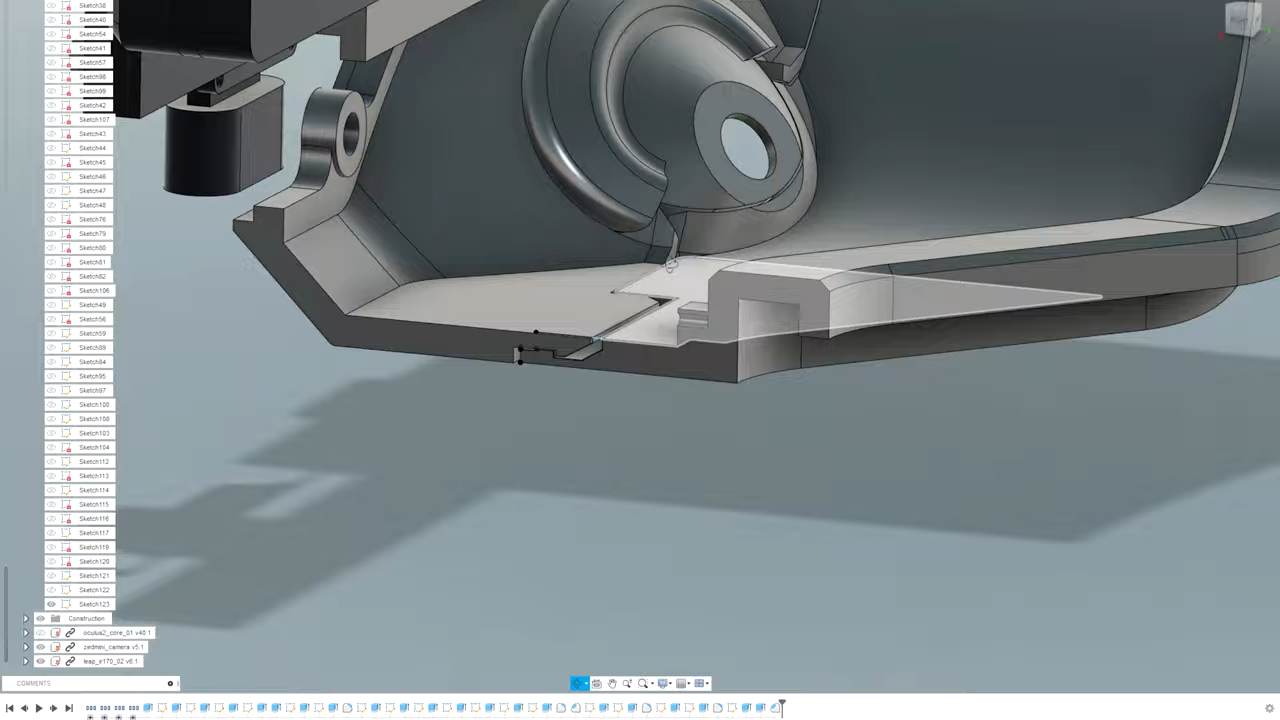 Sketch38
Sketch40
Sketch54
Sketch41
Sketch57
Sketch98
Sketch99
Sketch42
Sketch107
Sketch43
Sketch44
Sketch45
Sketch46
Sketch47
Sketch48
Sketch76
Sketch79
Sketch80
Sketch81
Sketch82
Sketch106
Sketch49
Sketch56
Sketch59
Sketch89
Sketch84
Sketch95
Sketch97
Sketch100
Sketch108
Sketch103
Sketch104
Sketch112
Sketch113
Sketch114
Sketch115
Sketch116
Sketch117
Sketch119
Sketch120
Sketch121
Sketch122
Sketch123
Construction
oculus2_core_01 v40:1
zedmini_camera v5:1
leap_ir170_02 v6:1
COMMENTS